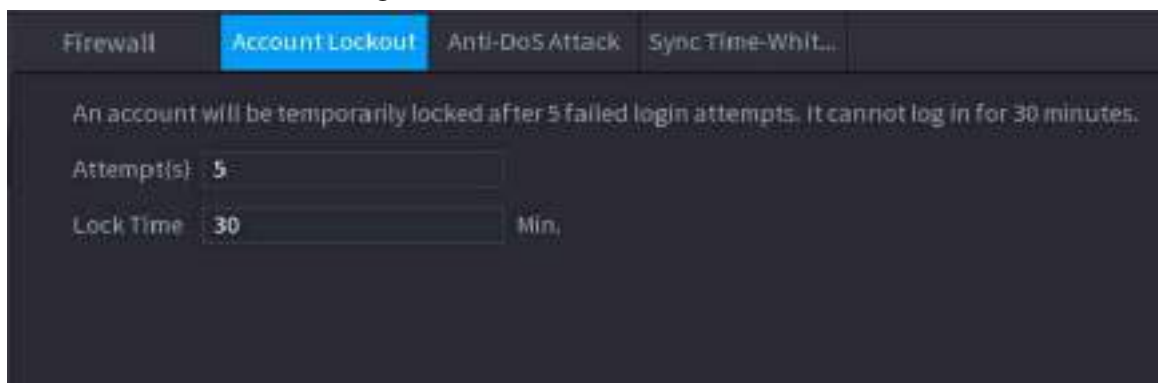 Firewall Account Lockout Anti-DoS Attack Sync Time-Whit...
An account will be temporarily locked after 5 failed login attempts. It cannot log in for 30 minutes.
Attempt(s) 5
Lock Time 30 Min.